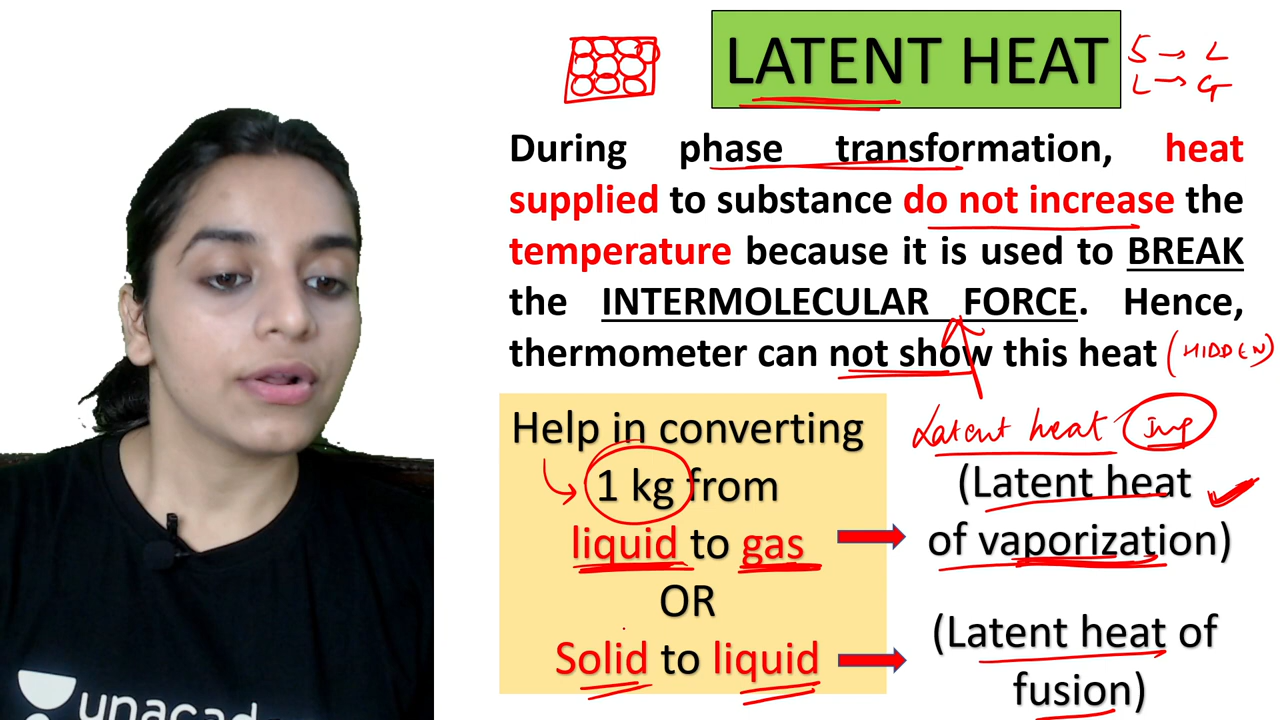 LATENT HEAT
S → L
L → G
During phase transformation, heat
supplied to substance do not increase the
temperature because it is used to BREAK
the INTERMOLECULAR FORCE. Hence,
thermometer can not show this heat (HIDDEN)
Help in converting
1 kg from
liquid to gas
OR
Solid to liquid
Latent heat Imp
(Latent heat
of vaporization)
(Latent heat of
fusion)
unacad